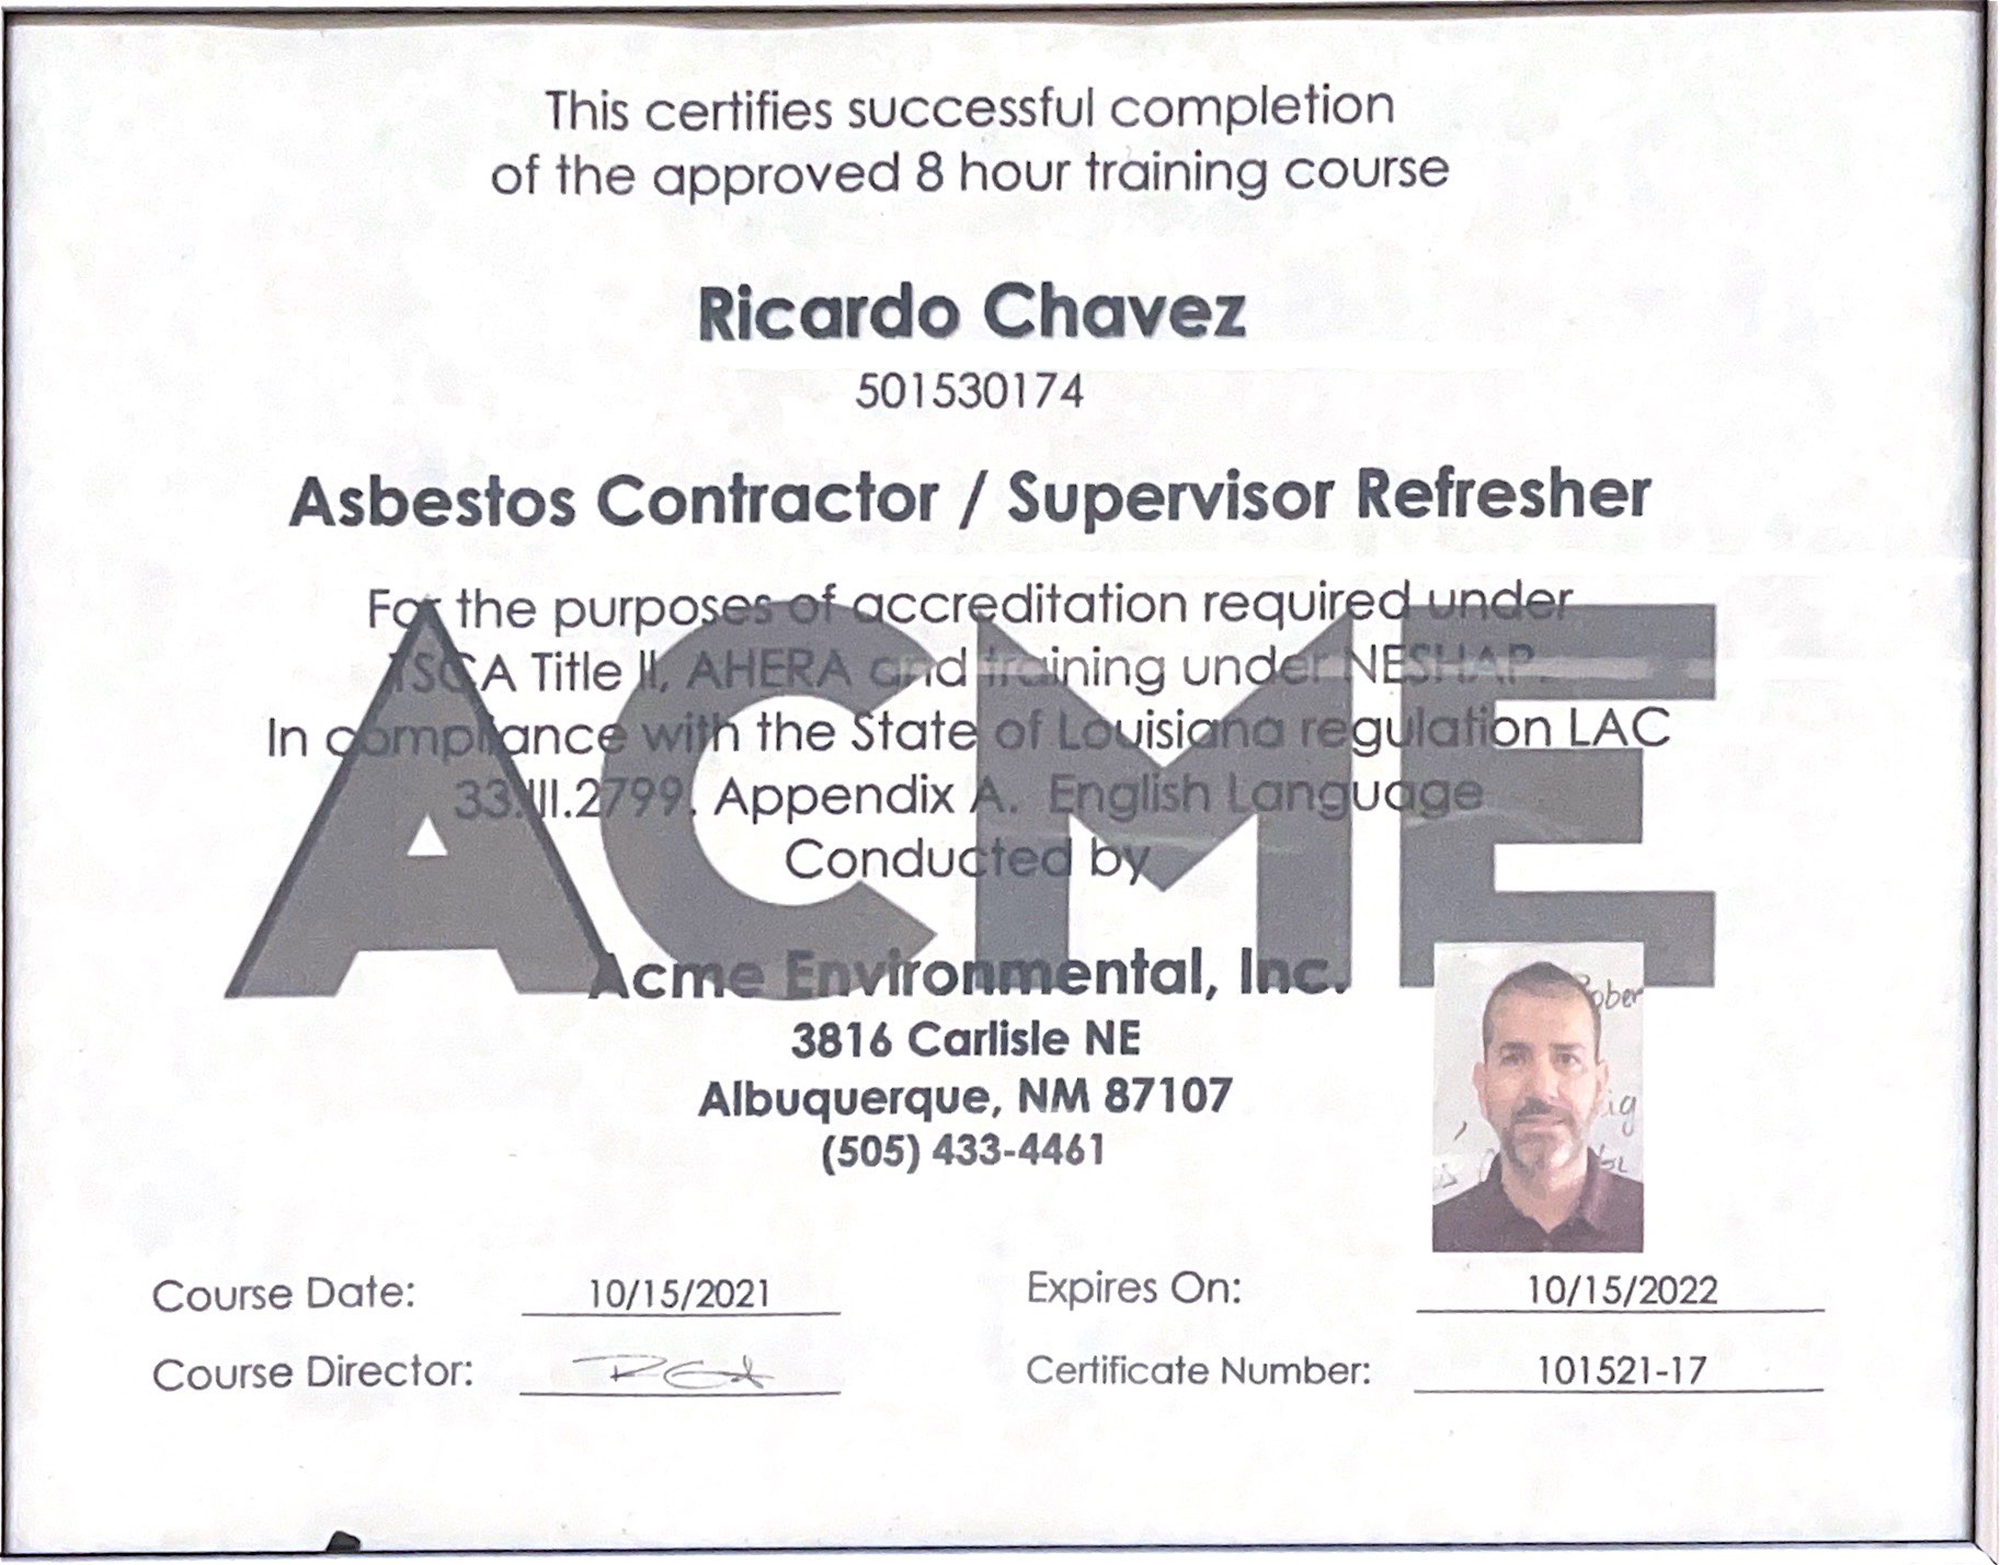 This certifies successful completion
of the approved 8 hour training course
Ricardo Chavez
501530174
Asbestos Contractor / Supervisor Refresher
For the purposes of accreditation required under
TSCA Title II, AHERA and training under NESHAP.
In compliance with the State of Louisiana regulation LAC
33.III.2799. Appendix A. English Language
Conducted by
ACME
Acme Environmental, Inc.
3816 Carlisle NE
Albuquerque, NM 87107
(505) 433-4461
Course Date: 10/15/2021 Expires On: 10/15/2022
Course Director: Certificate Number: 101521-17